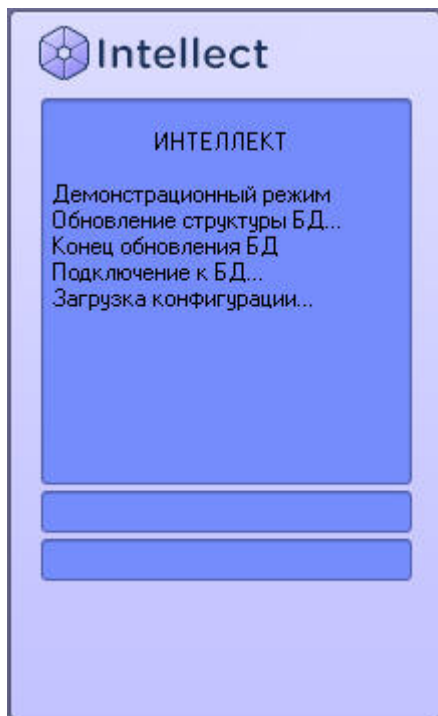 Intellect
ИНТЕЛЛЕКТ
Демонстрационный режим
Обновление структуры БД...
Конец обновления БД
Подключение к БД...
Загрузка конфигурации...